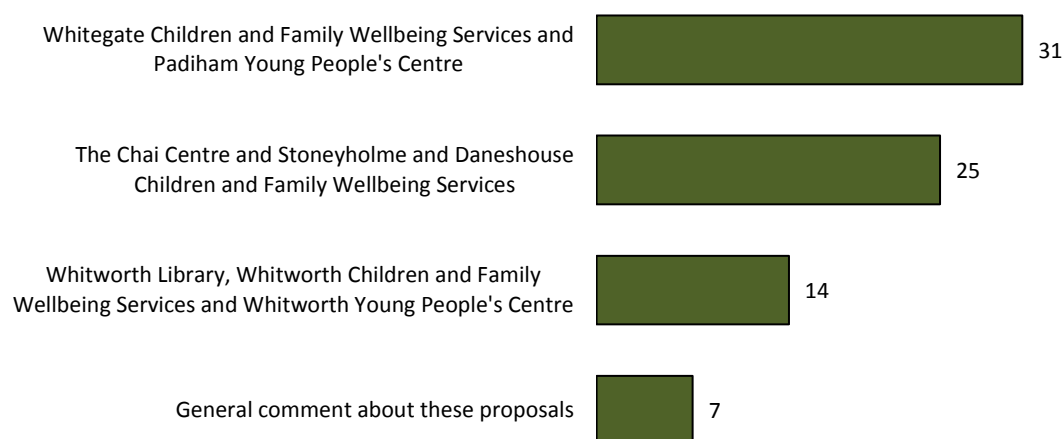 Whitegate Children and Family Wellbeing Services and
Padiham Young People's Centre
31
The Chai Centre and Stoneyholme and Daneshouse
Children and Family Wellbeing Services
25
Whitworth Library, Whitworth Children and Family
Wellbeing Services and Whitworth Young People's Centre
14
General comment about these proposals
7